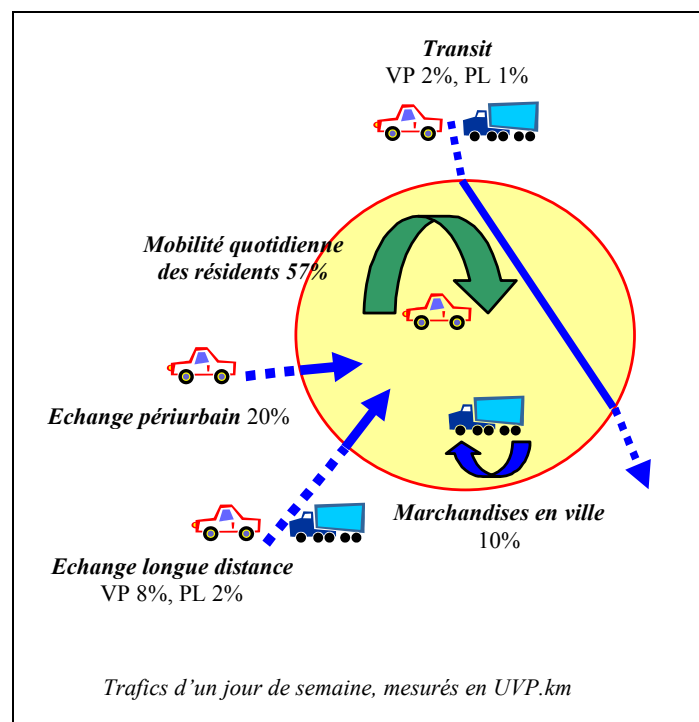 Transit
VP 2%, PL 1%
Mobilité quotidienne
des résidents 57%
Echange périurbain 20%
Marchandises en ville
10%
Echange longue distance
VP 8%, PL 2%
Trafics d'un jour de semaine, mesurés en UVP.km